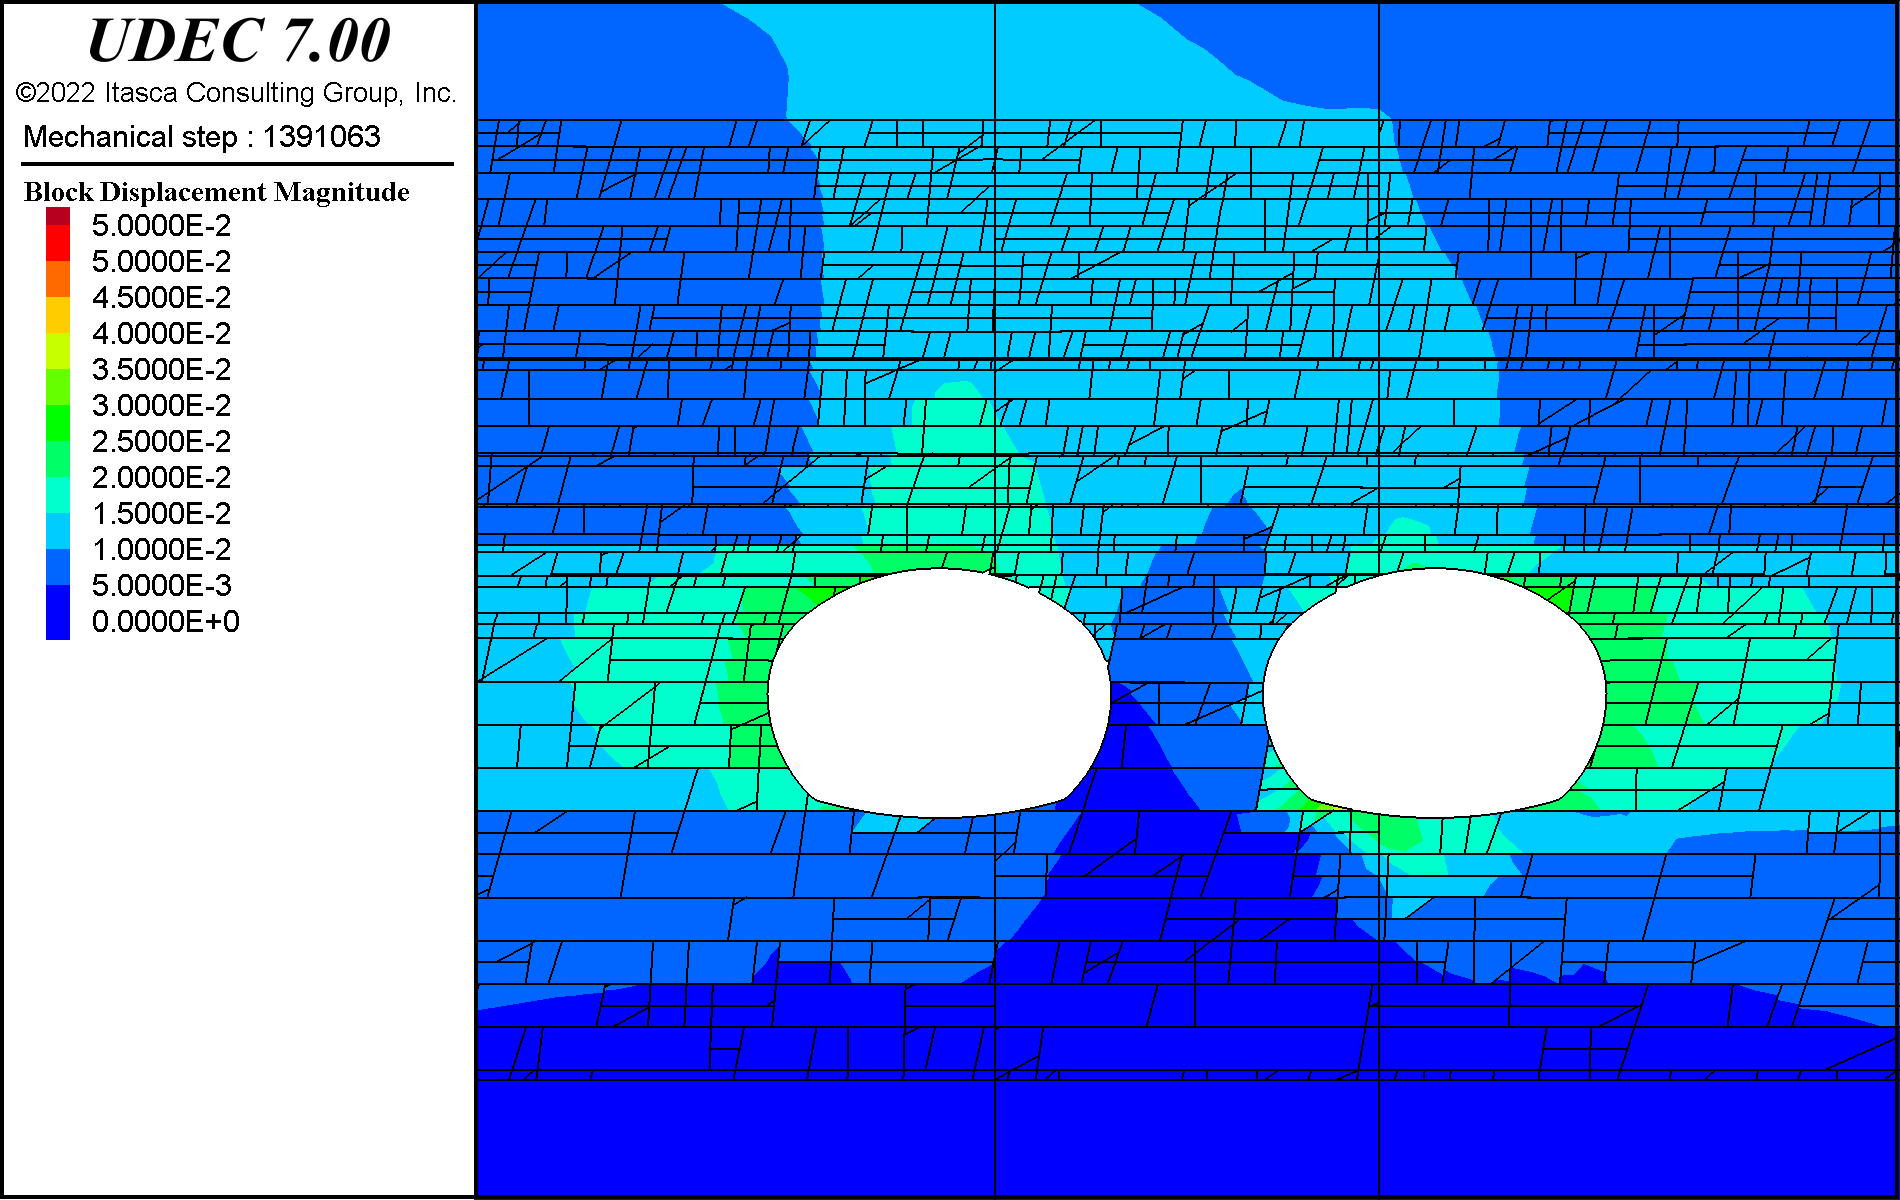 UDEC 7.00
©2022 Itasca Consulting Group, Inc.
Mechanical step : 1391063
Block Displacement Magnitude
5.0000E-2
5.0000E-2
4.5000E-2
4.0000E-2
3.5000E-2
3.0000E-2
2.5000E-2
2.0000E-2
1.5000E-2
1.0000E-2
5.0000E-3
0.0000E+0